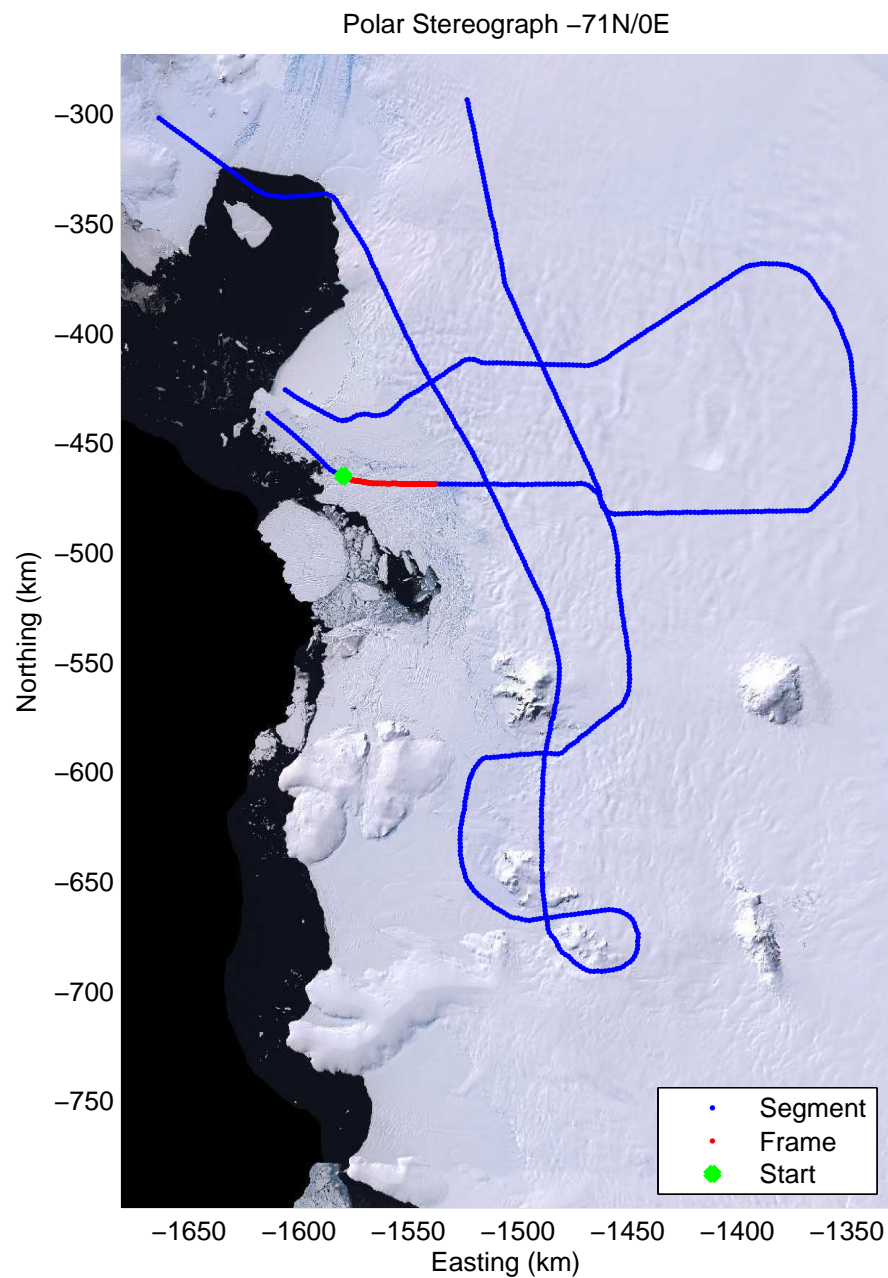 Polar Stereograph −71N/0E
−300
−350
−400
−450
−500
−550
−600
−650
−700
−750
Northing (km)
Segment
Frame
Start
−1650 −1600 −1550 −1500 −1450 −1400 −1350
Easting (km)